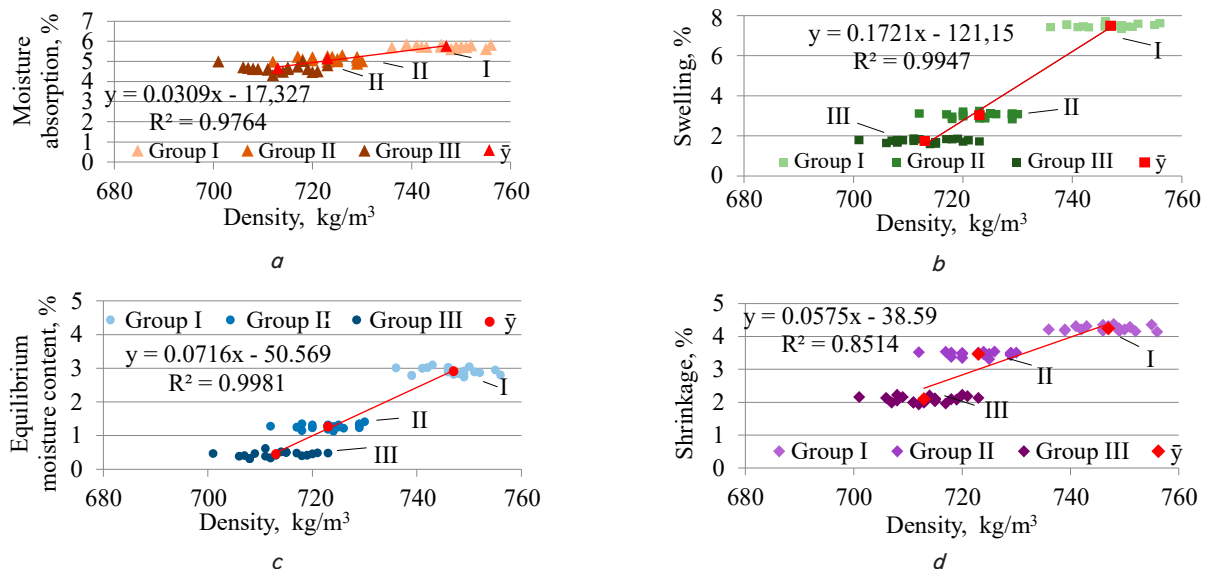 Moisture
absorption, %
7
6
5
4
3
2
1
0
y = 0.0309x - 17,327
R² = 0.9764
II
II
I
Group I
Group II
Group III
ȳ
680
700
720
740
760
Density, kg/m³
a
Swelling, %
8
6
4
2
0
y = 0.1721x - 121,15
R² = 0.9947
I
II
III
Group I
Group II
Group III
ȳ
680
700
720
740
760
Density, kg/m³
b
Equilibrium
moisture content, %
5
4
3
2
1
0
Group I
Group II
Group III
ȳ
y = 0.0716x - 50.569
R² = 0.9981
I
II
III
680
700
720
740
760
Density, kg/m³
c
Shrinkage, %
5
4
3
2
1
0
y = 0.0575x - 38.59
R² = 0.8514
I
II
III
Group I
Group II
Group III
ȳ
680
700
720
740
760
Density, kg/m³
d